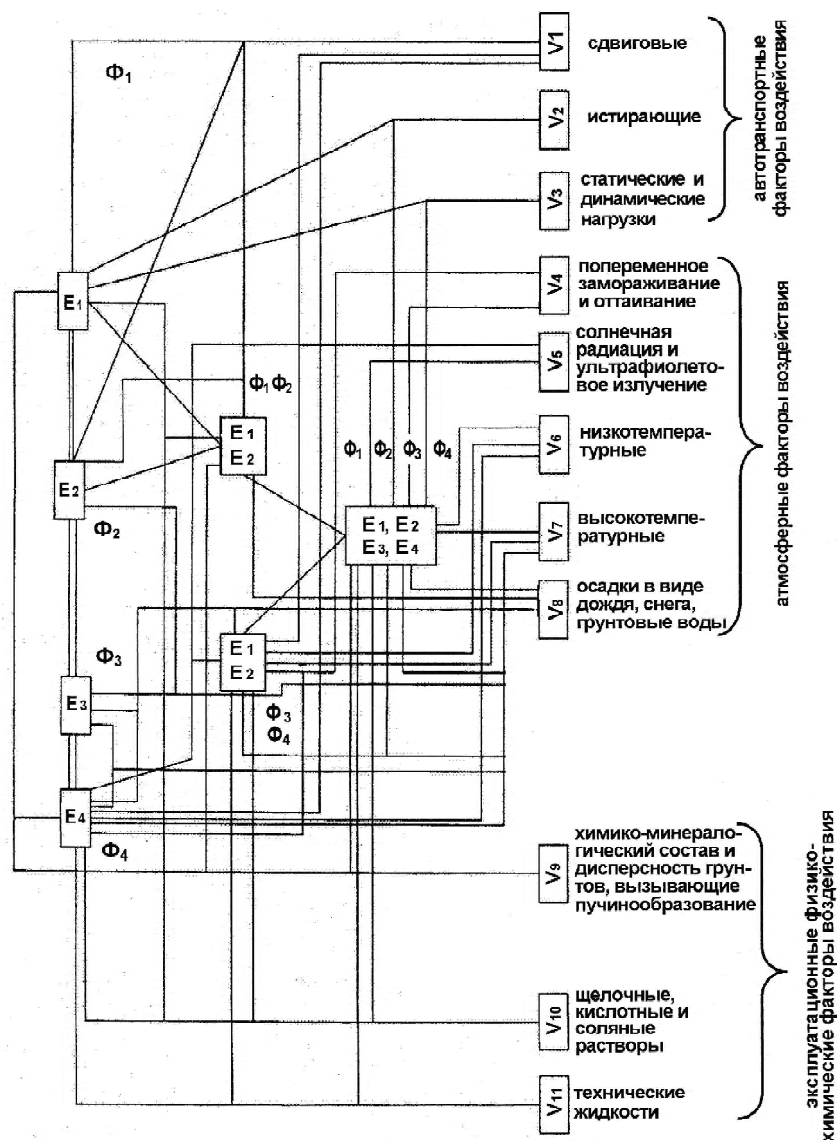 Ф1
E1
E2
Ф2
Ф3
E3
E4
Ф4
Ф1 Ф2
E1
E2
E1
E2
Ф3
Ф4
Ф1 Ф2 Ф3 Ф4
E1, E2
E3, E4
V1
сдвиговые
V2
истирающие
V3
статические и
динамические
нагрузки
автотранспортные
факторы воздействия
V4
попеременное
замораживание
и оттаивание
V5
солнечная
радиация и
ультрафиолето-
вое излучение
V6
низкотемпера-
турные
V7
высокотемпе-
ратурные
V8
осадки в виде
дождя, снега,
грунтовые воды
атмосферные факторы воздействия
V9
химико-минерало-
гический состав и
дисперсность грун-
тов, вызывающие
пучинообразование
V10
щелочные,
кислотные и
соляные
растворы
V11
технические
жидкости
эксплуатационные физико-
химические факторы воздействия